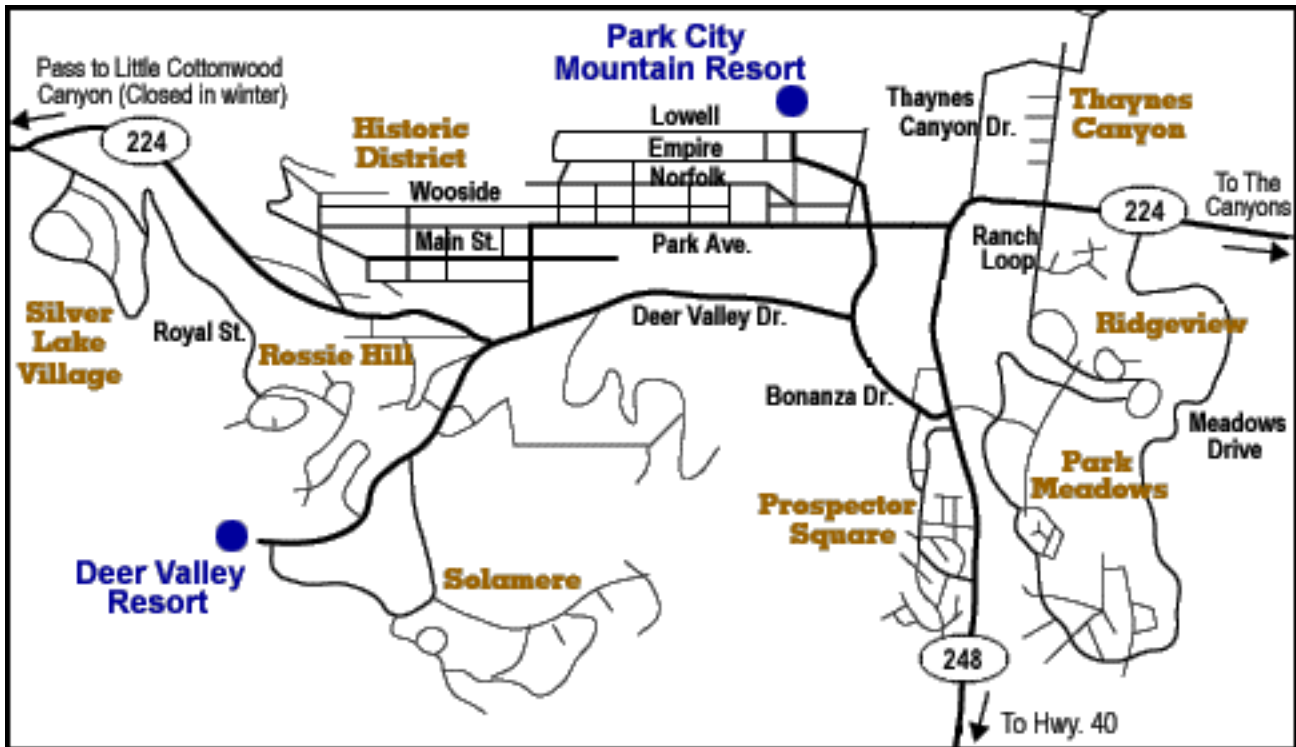 Park City
Mountain Resort
Pass to Little Cottonwood
Canyon (Closed in winter)
224
Historic
District
Lowell
Empire
Norfolk
Wooside
Main St.
Park Ave.
Thaynes
Canyon Dr.
Thaynes
Canyon
To The
Canyons
224
Ranch
Loop
Silver
Lake
Village
Royal St.
Rossie Hill
Deer Valley Dr.
Ridgeview
Bonanza Dr.
Meadows
Drive
Park
Meadows
Prospector
Square
Deer Valley
Resort
Solamere
248
To Hwy. 40